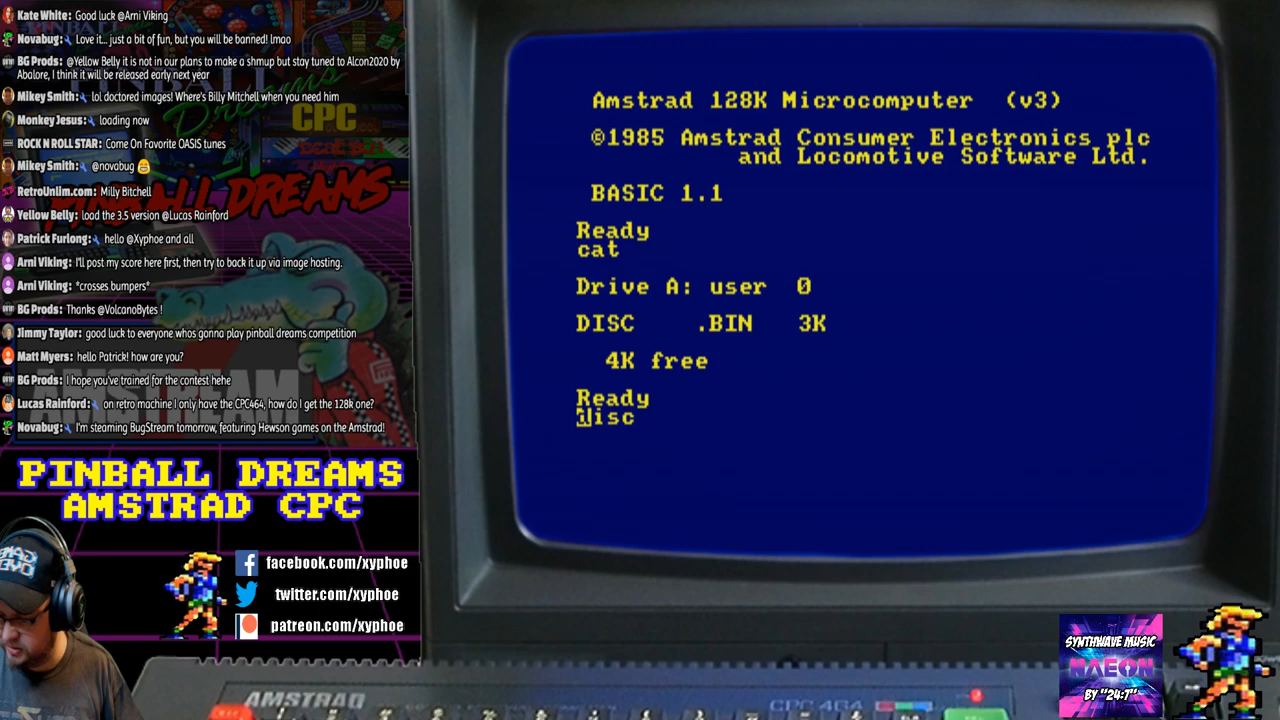 Kate White: Good luck @Arni Viking
Novabug: Love it... just a bit of fun, but you will be banned! lmao
BG Prods: @Yellow Belly it is not in our plans to make a shmup but stay tuned to Alcon2020 by
Abalore, I think it will be released early next year
Mikey Smith: lol doctored images! Where's Billy Mitchell when you need him
Monkey Jesus: loading now
ROCK N ROLL STAR: Come On Favorite OASIS tunes
Mikey Smith: @novabug 😁
RetroUnlim.com: Milly Bitchell
Yellow Belly: load the 3.5 version @Lucas Rainford
Patrick Furlong: hello @Xyphoe and all
Arni Viking: I'll post my score here first, then try to back it up via image hosting.
Arni Viking: *crosses bumpers*
BG Prods: Thanks @VolcanoBytes !
Jimmy Taylor: good luck to everyone whos gonna play pinball dreams competition
Matt Myers: hello Patrick! how are you?
BG Prods: I hope you've trained for the contest hehe
Lucas Rainford: on retro machine I only have the CPC464, how do I get the 128k one?
Novabug: I'm steaming BugStream tomorrow, featuring Hewson games on the Amstrad!
PINBALL DREAMS
CPC
PINBALL DREAMS
AMSTREAM
PINBALL DREAMS
AMSTRAD CPC
facebook.com/xyphoe
twitter.com/xyphoe
patreon.com/xyphoe
Amstrad 128K Microcomputer (v3)
©1985 Amstrad Consumer Electronics plc
and Locomotive Software Ltd.
BASIC 1.1
Ready
cat
Drive A: user 0
DISC .BIN 3K
4K free
Ready
disc
AMSTRAD
CPC 464
SYNTHWAVE MUSIC
HAEON
BY "24:7"